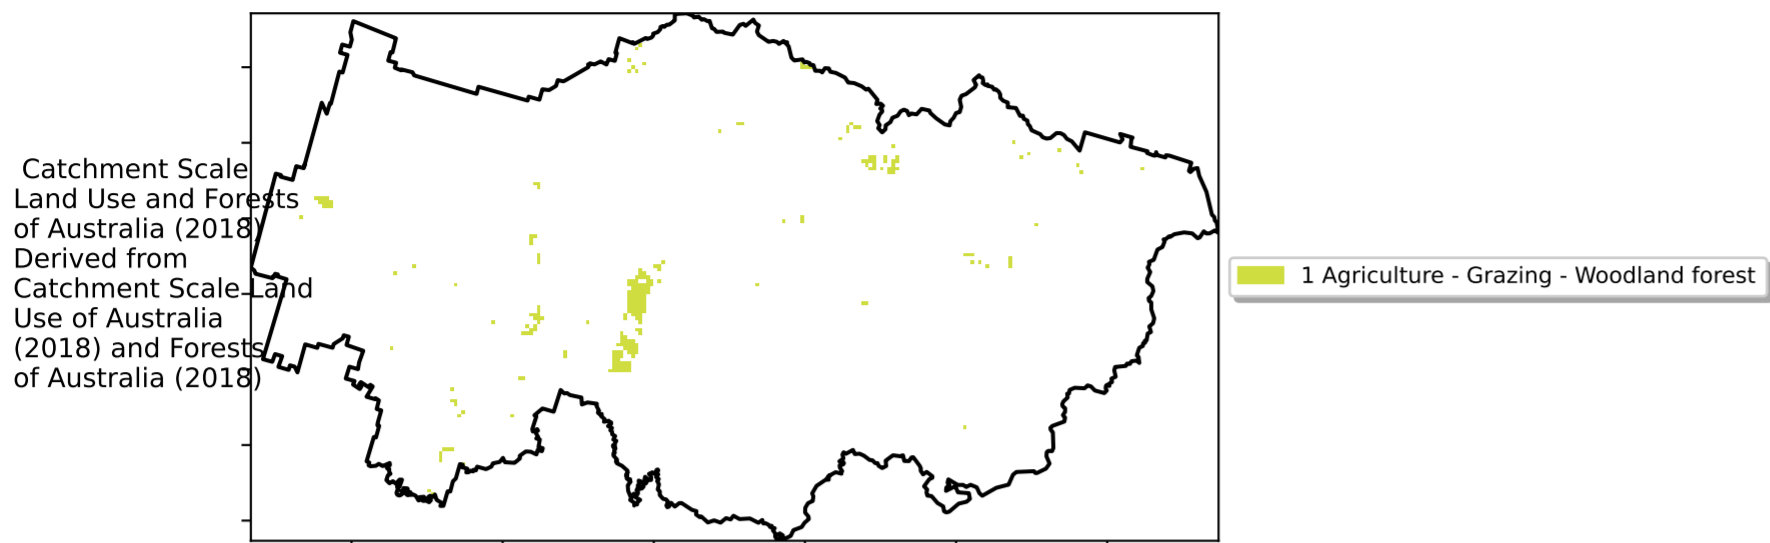 Catchment Scale
Land Use and Forests
of Australia (2018)
Derived from
Catchment Scale Land
Use of Australia
(2018) and Forests
of Australia (2018)
1 Agriculture - Grazing - Woodland forest